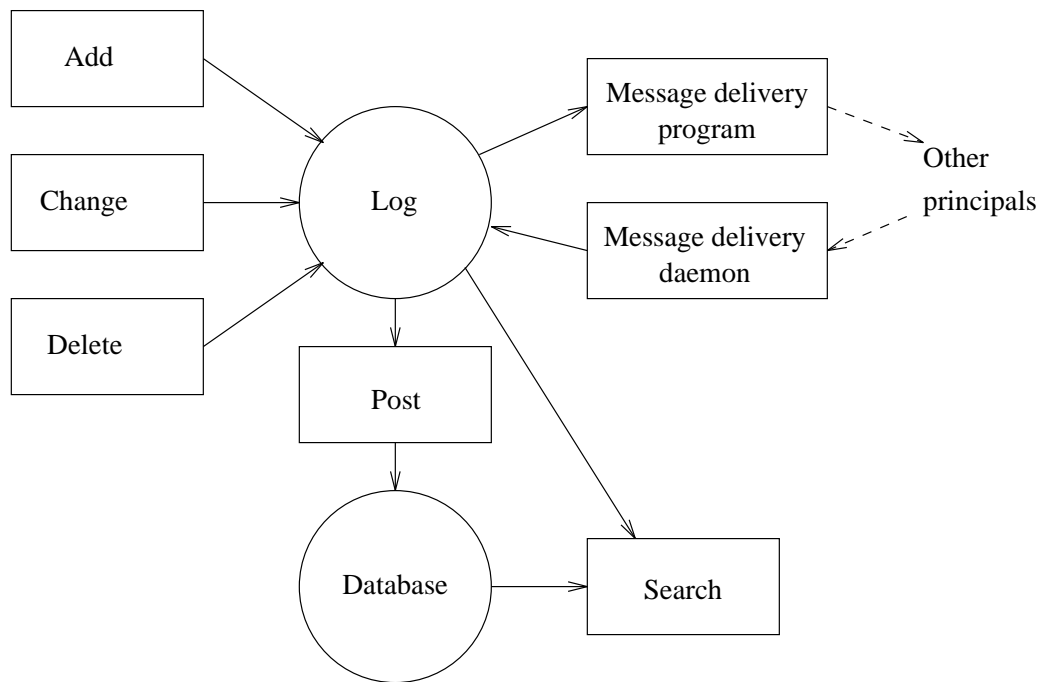 Add
Message delivery
program
Other
principals
Change
Log
Message delivery
daemon
Delete
Post
Database
Search